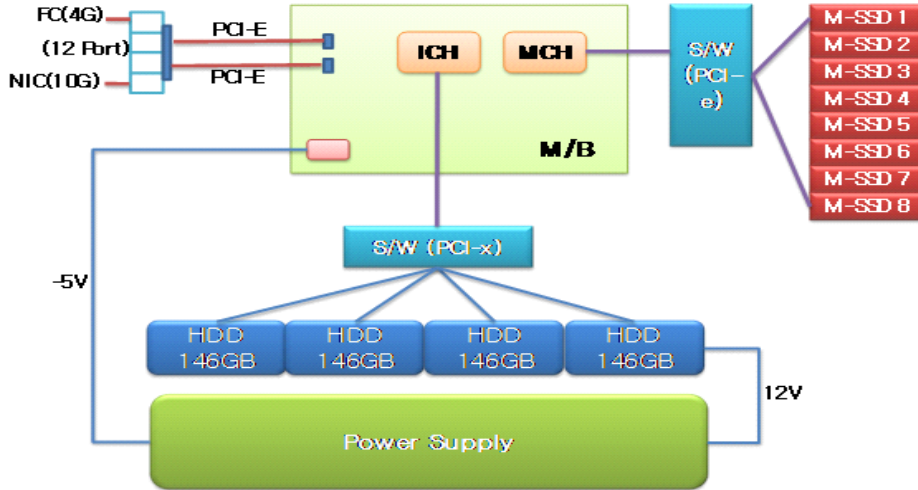 FC(4G)
(12 Port)
NIC(10G)
PCI-E
PCI-E
ICH
MCH
M/B
S/W
(PCI-
e)
M-SSD 1
M-SSD 2
M-SSD 3
M-SSD 4
M-SSD 5
M-SSD 6
M-SSD 7
M-SSD 8
S/W (PCI-x)
-5V
HDD
146GB
HDD
146GB
HDD
146GB
HDD
146GB
12V
Power Supply